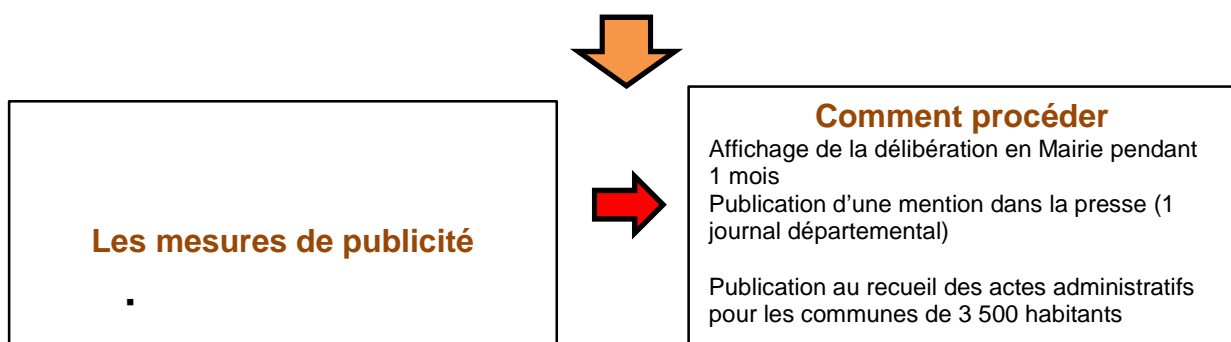 Les mesures de publicité
▪
Comment procéder
Affichage de la délibération en Mairie pendant
1 mois
Publication d’une mention dans la presse (1
journal départemental)
Publication au recueil des actes administratifs
pour les communes de 3 500 habitants